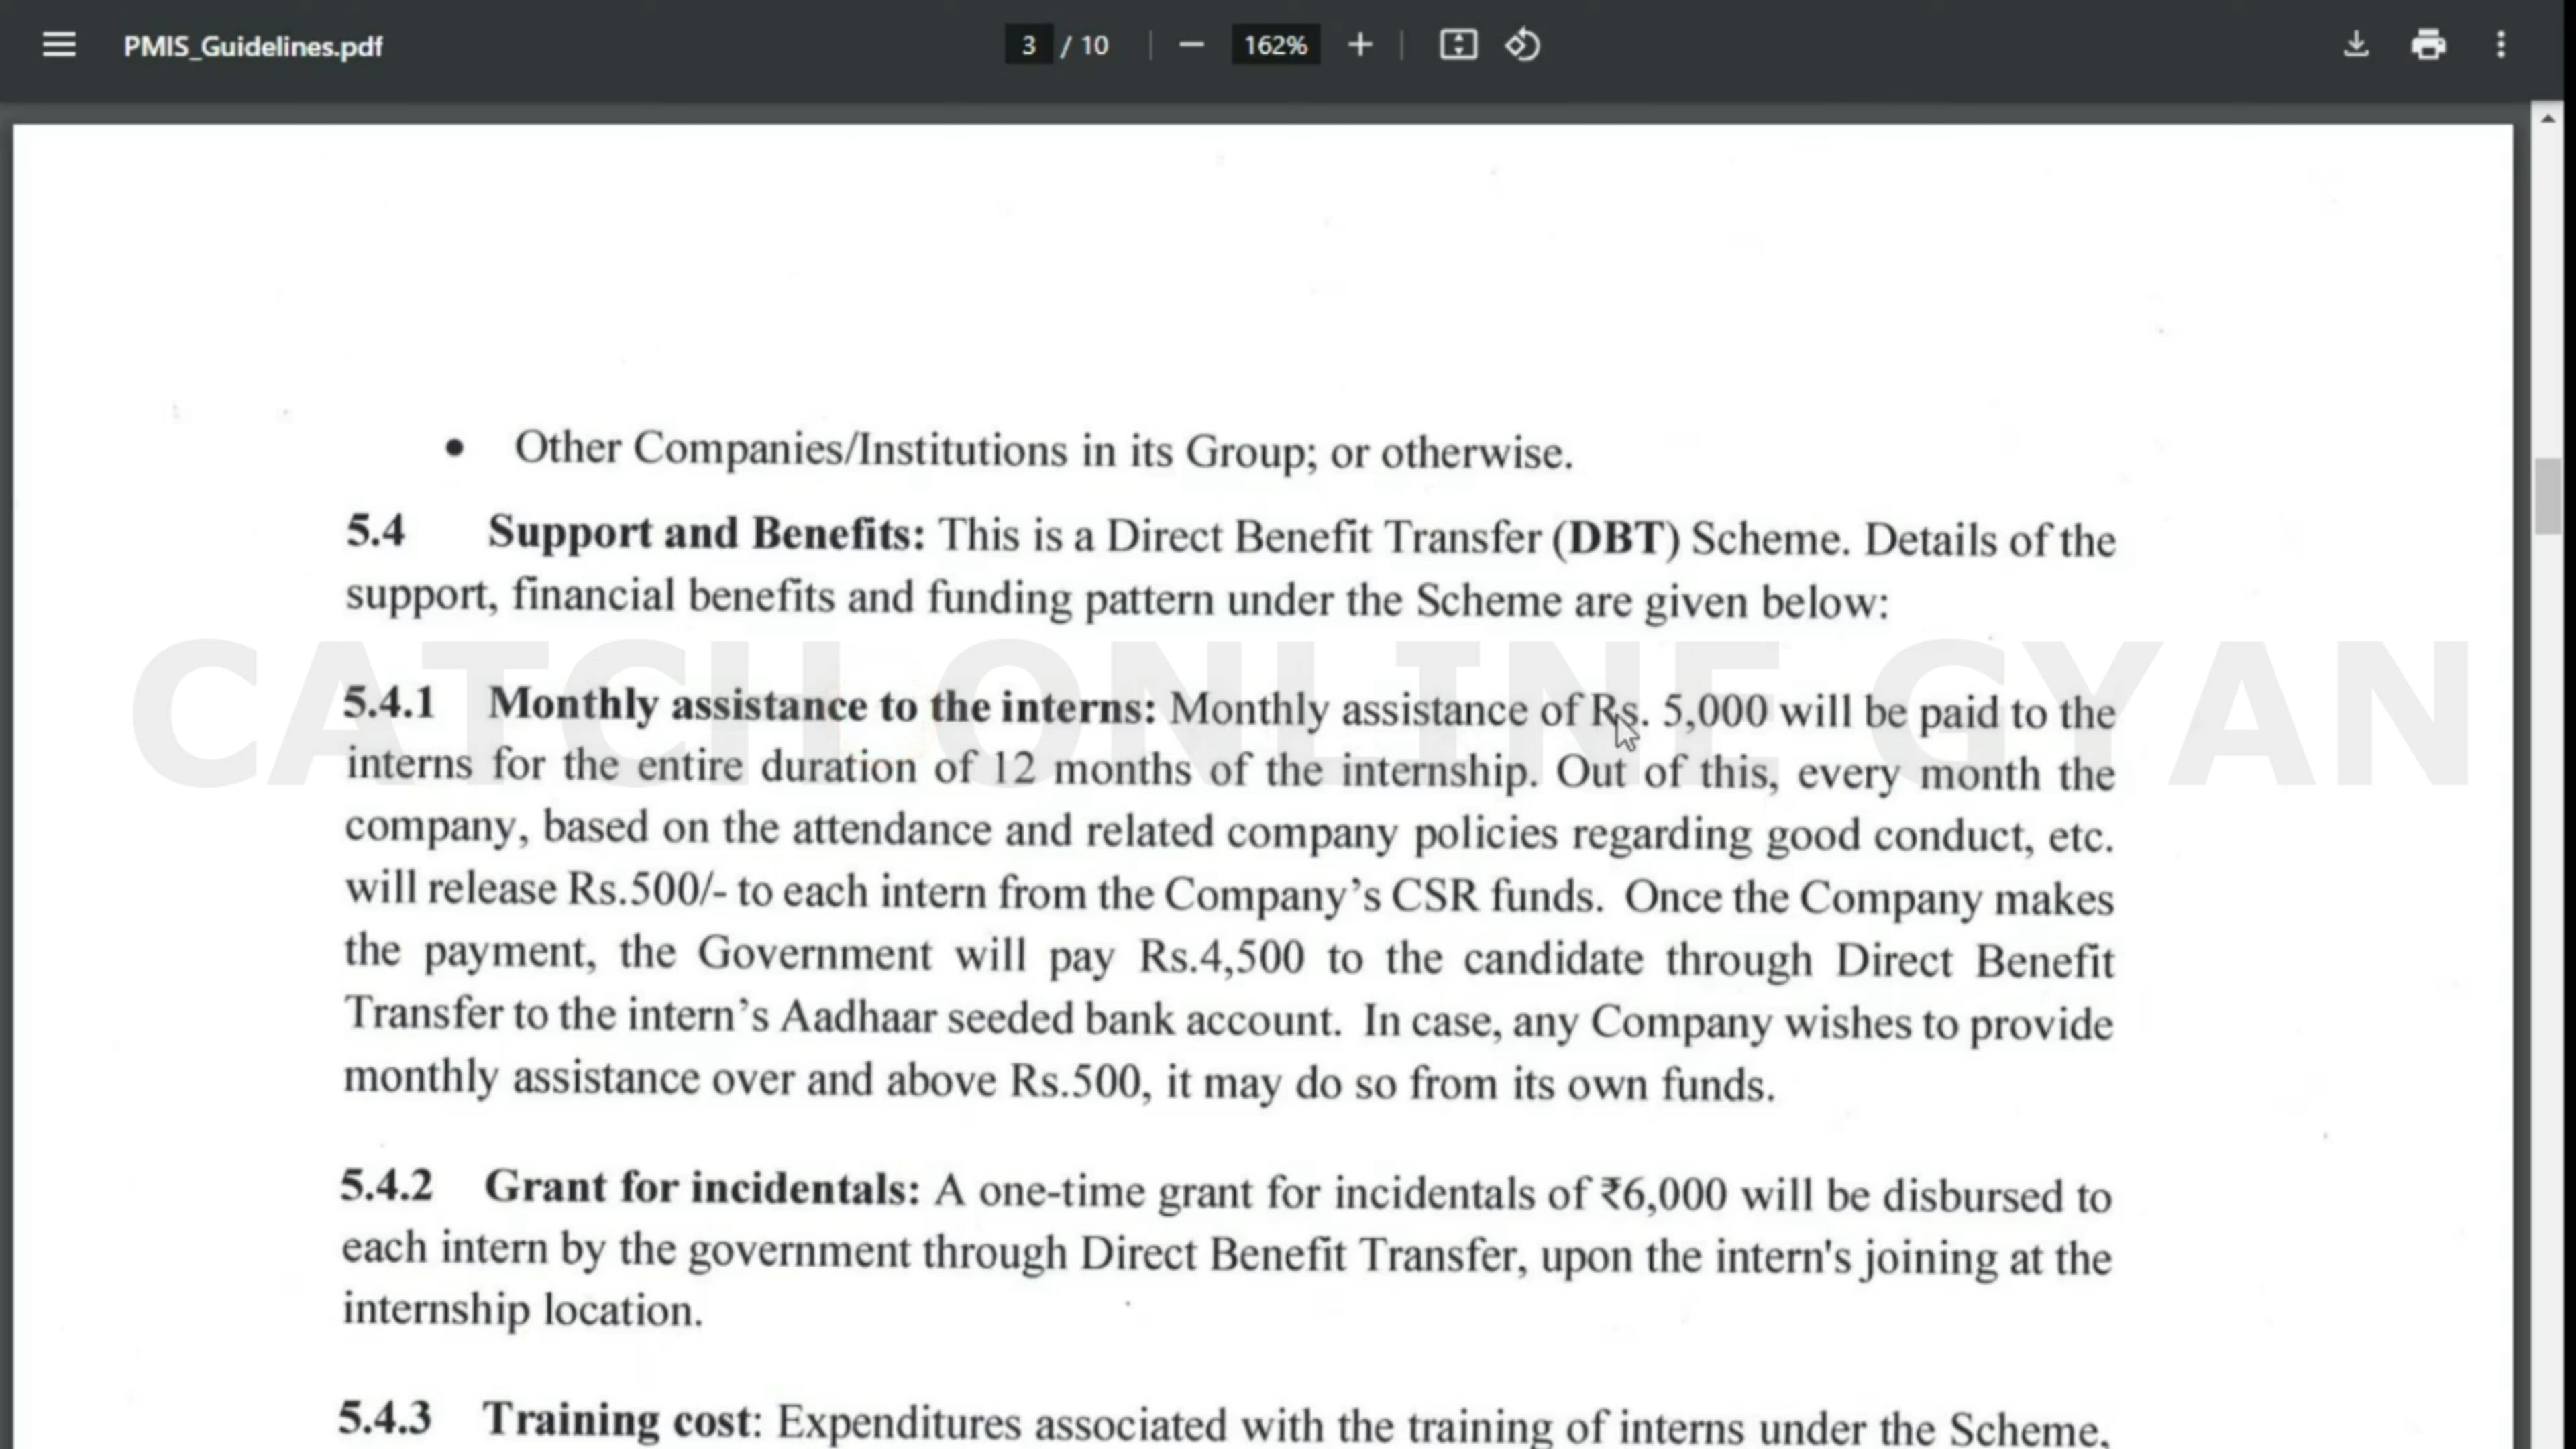 PMIS_Guidelines.pdf
3 / 10
162%
• Other Companies/Institutions in its Group; or otherwise.
5.4 Support and Benefits: This is a Direct Benefit Transfer (DBT) Scheme. Details of the
support, financial benefits and funding pattern under the Scheme are given below:
CATCH ONLINE GYAN
5.4.1 Monthly assistance to the interns: Monthly assistance of Rs. 5,000 will be paid to the
interns for the entire duration of 12 months of the internship. Out of this, every month the
company, based on the attendance and related company policies regarding good conduct, etc.
will release Rs.500/- to each intern from the Company's CSR funds. Once the Company makes
the payment, the Government will pay Rs.4,500 to the candidate through Direct Benefit
Transfer to the intern's Aadhaar seeded bank account. In case, any Company wishes to provide
monthly assistance over and above Rs.500, it may do so from its own funds.
5.4.2 Grant for incidentals: A one-time grant for incidentals of ₹6,000 will be disbursed to
each intern by the government through Direct Benefit Transfer, upon the intern's joining at the
internship location.
5.4.3 Training cost: Expenditures associated with the training of interns under the Scheme,